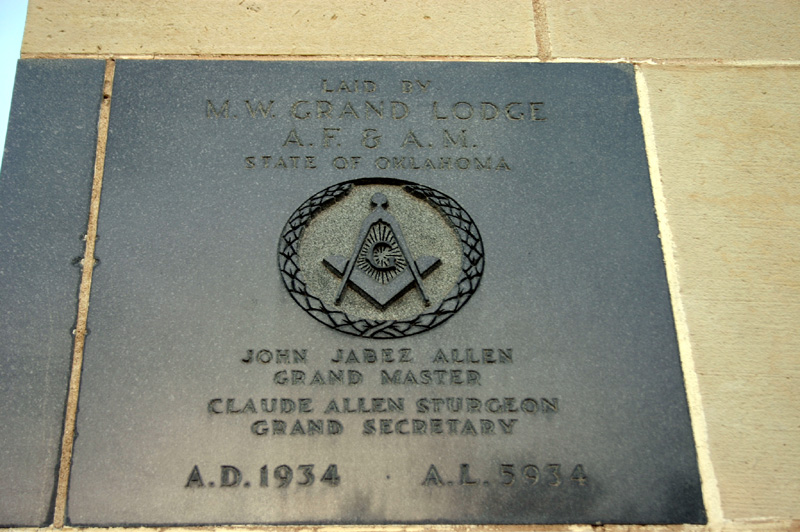 LAID BY
M.W. GRAND LODGE
A.F. & A.M.
STATE OF OKLAHOMA
G
JOHN JABEZ ALLEN
GRAND MASTER
CLAUDE ALLEN STURGEON
GRAND SECRETARY
A.D. 1934 A.L. 5934